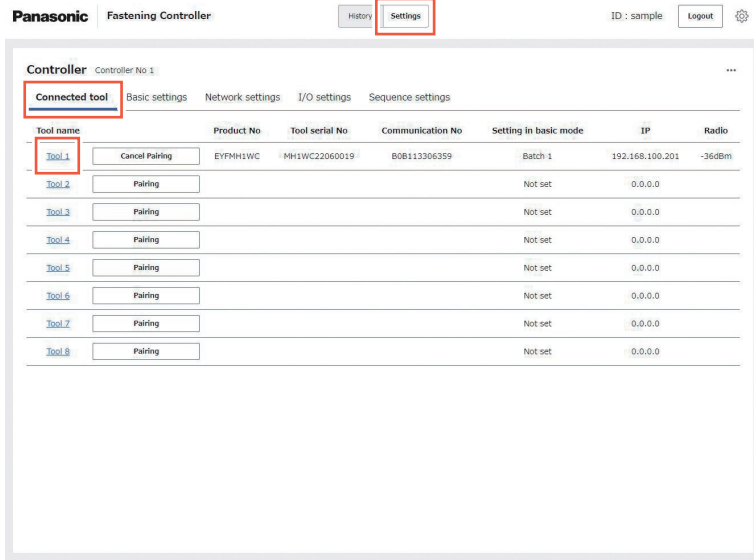 Panasonic Fastening Controller History Settings ID : sample Logout
Controller Controller No 1 ...
Connected tool Basic settings Network settings I/O settings Sequence settings
Tool name Product No Tool serial No Communication No Setting in basic mode IP Radio
Tool 1 Cancel Pairing EYFMH1WC MH1WC22060019 B0B113306359 Batch 1 192.168.100.201 -36dBm
Tool 2 Pairing Not set 0.0.0.0
Tool 3 Pairing Not set 0.0.0.0
Tool 4 Pairing Not set 0.0.0.0
Tool 5 Pairing Not set 0.0.0.0
Tool 6 Pairing Not set 0.0.0.0
Tool 7 Pairing Not set 0.0.0.0
Tool 8 Pairing Not set 0.0.0.0